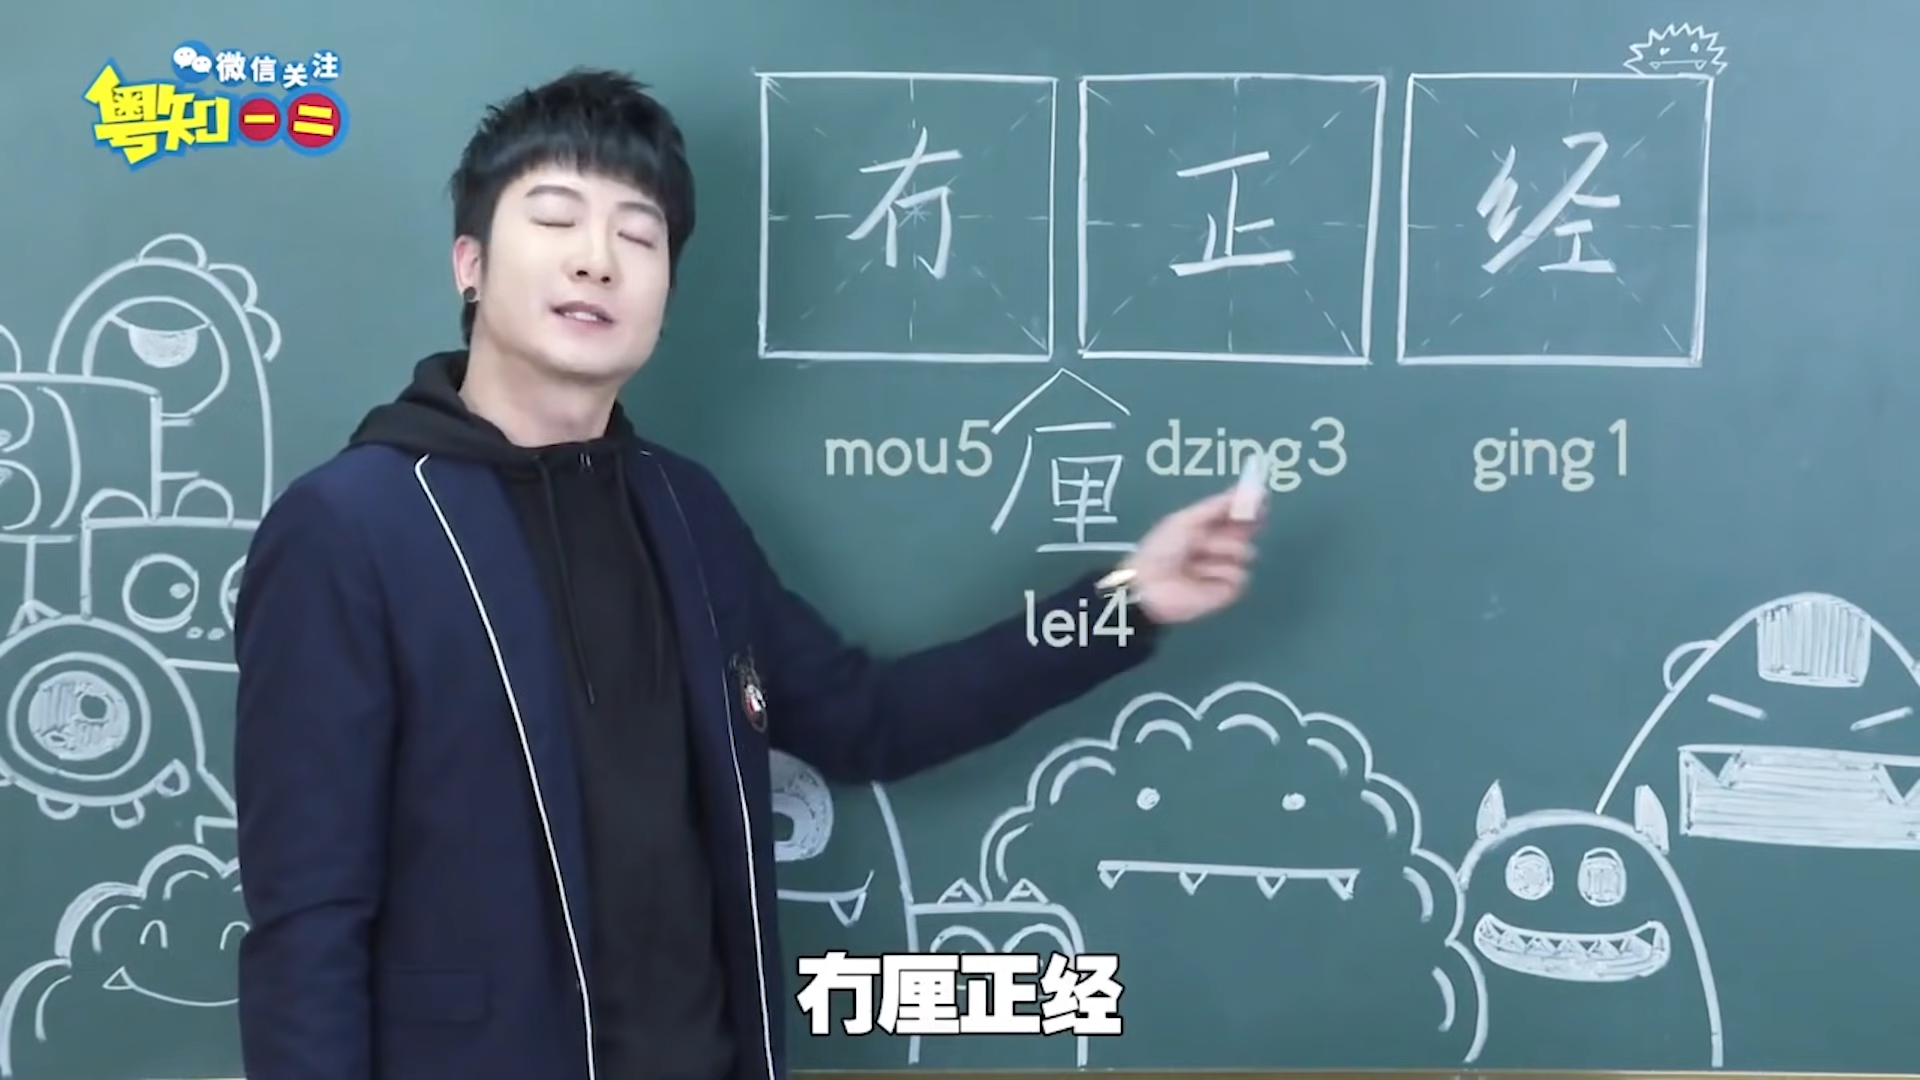 微信关注
粤知一二
冇正经
mou5 dzing3 ging1
厘
lei4
冇厘正经